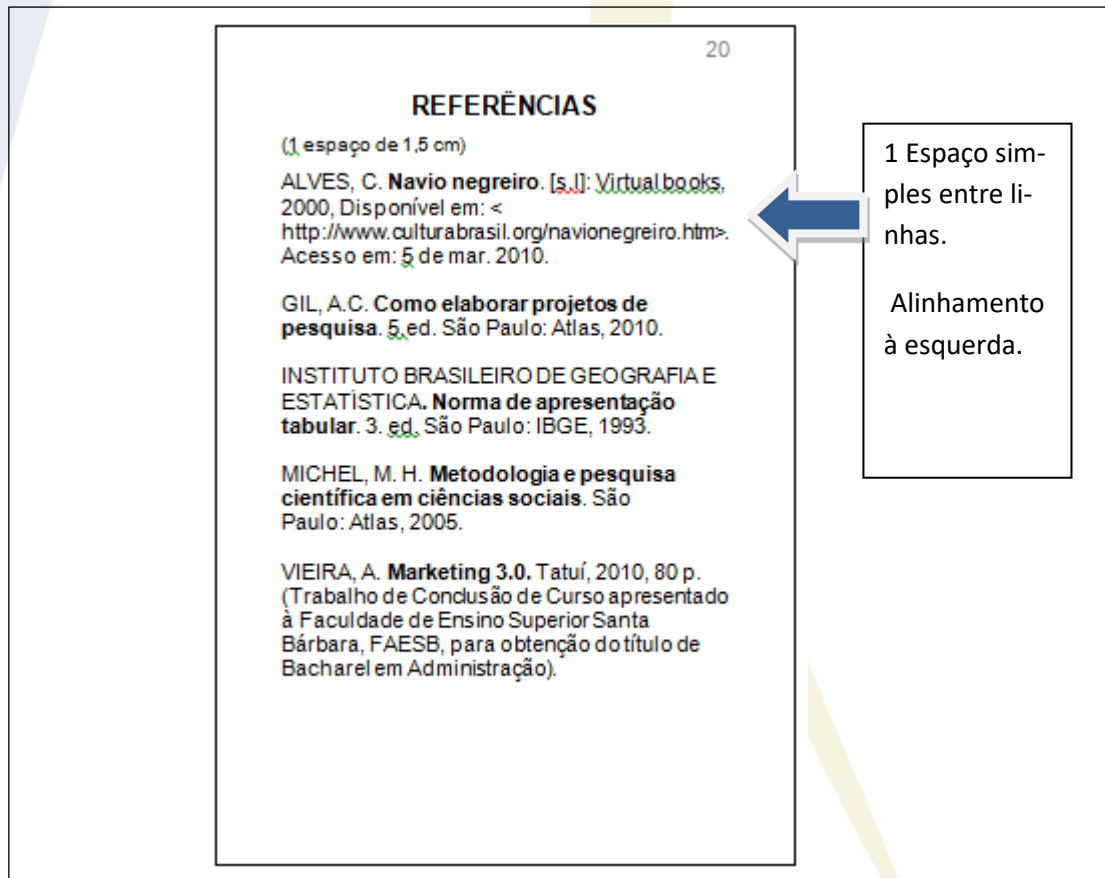 20
REFERÊNCIAS
(1 espaço de 1,5 cm)
ALVES, C. Navio negreiro. [s.l]: Virtual books,
2000, Disponível em: <
http://www.culturabrasil.org/navionegreiro.htm>.
Acesso em: 5 de mar. 2010.
GIL, A.C. Como elaborar projetos de
pesquisa. 5.ed. São Paulo: Atlas, 2010.
INSTITUTO BRASILEIRO DE GEOGRAFIA E
ESTATÍSTICA. Norma de apresentação
tabular. 3. ed. São Paulo: IBGE, 1993.
MICHEL, M. H. Metodologia e pesquisa
científica em ciências sociais. São
Paulo: Atlas, 2005.
VIEIRA, A. Marketing 3.0. Tatuí, 2010, 80 p.
(Trabalho de Conclusão de Curso apresentado
à Faculdade de Ensino Superior Santa
Bárbara, FAESB, para obtenção do título de
Bacharel em Administração).
1 Espaço sim-
ples entre li-
nhas.
Alinhamento
à esquerda.